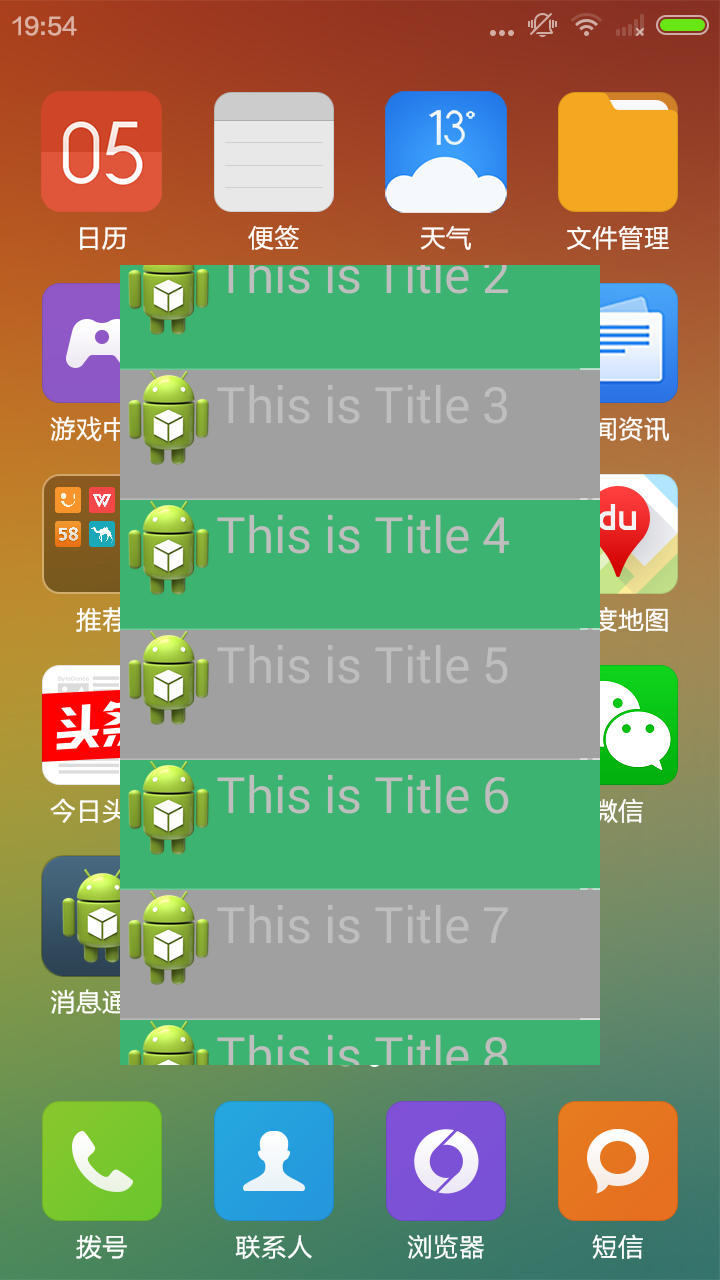 19:54
05
13°
日历
便签
天气
文件管理
This is Title 2
This is Title 3
游戏中
闻资讯
W
58
du
This is Title 4
推荐
度地图
This is Title 5
ByteDance
头条
This is Title 6
今日头
微信
This is Title 7
消息通
This is Title 8
拨号
联系人
浏览器
短信